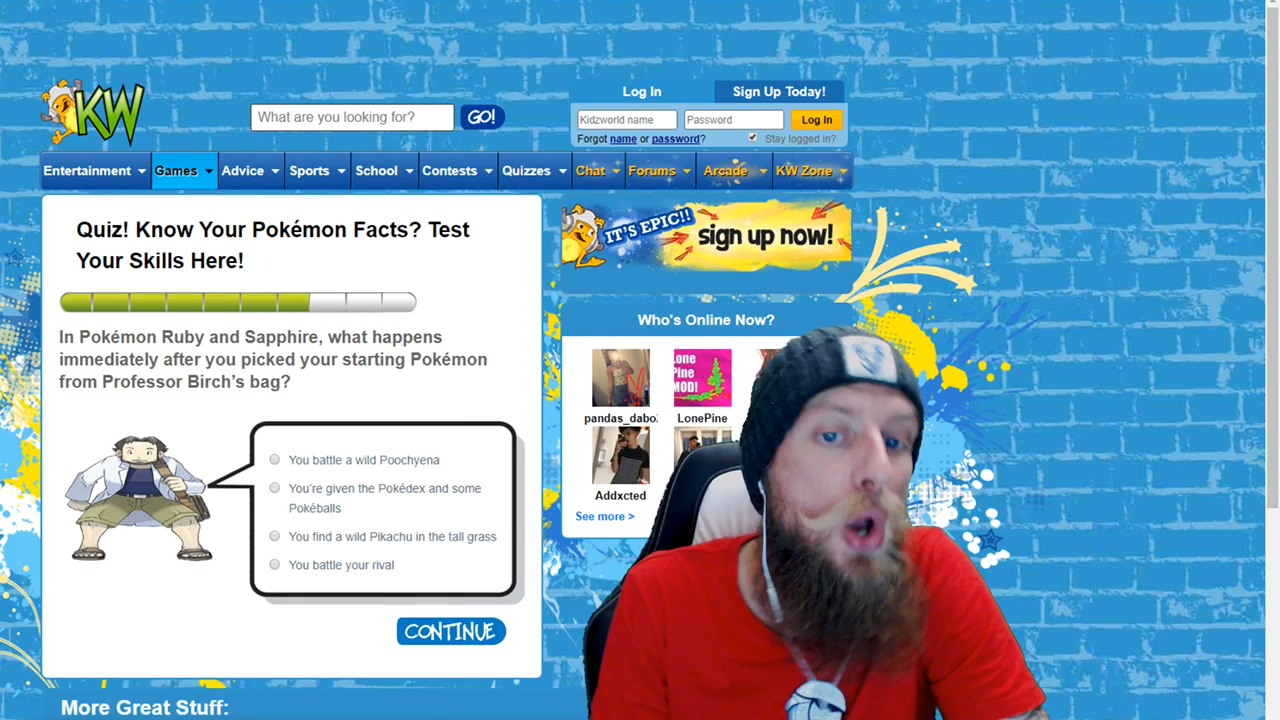 KW
What are you looking for?
GO!
Log In
Sign Up Today!
Kidzworld name
Password
Log In
Forgot name or password?
Stay logged in?
Entertainment
Games
Advice
Sports
School
Contests
Quizzes
Chat
Forums
Arcade
KW Zone
Quiz! Know Your Pokémon Facts? Test
Your Skills Here!
In Pokémon Ruby and Sapphire, what happens
immediately after you picked your starting Pokémon
from Professor Birch's bag?
You battle a wild Poochyena
You're given the Pokédex and some
Pokéballs
You find a wild Pikachu in the tall grass
You battle your rival
CONTINUE
IT'S EPIC!! sign up now!
Who's Online Now?
Lone
Pine
MOD!
pandas_dabo
LonePine
Addxcted
See more >
More Great Stuff: